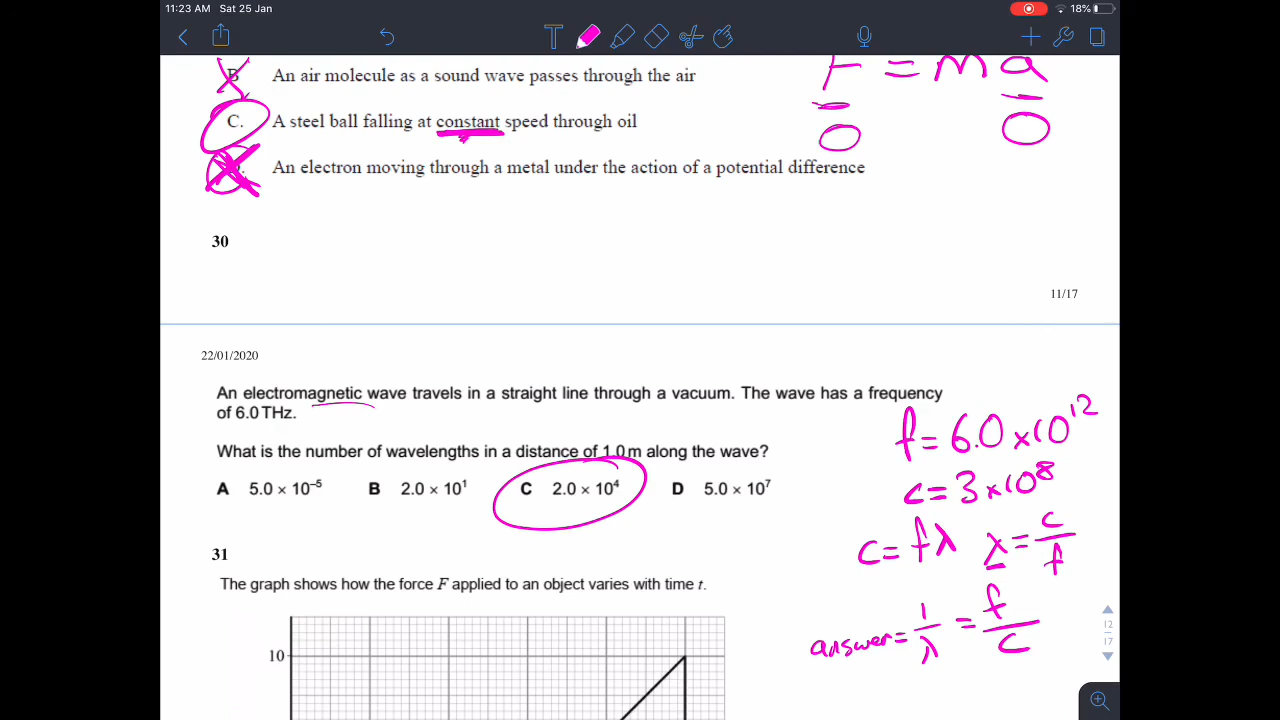 11:23 AM Sat 25 Jan
18%
T
F = ma
B An air molecule as a sound wave passes through the air
0 0
C. A steel ball falling at constant speed through oil
An electron moving through a metal under the action of a potential difference
30
11/17
22/01/2020
An electromagnetic wave travels in a straight line through a vacuum. The wave has a frequency
of 6.0 THz.
f = 6.0 × 10¹²
What is the number of wavelengths in a distance of 1.0 m along the wave?
A 5.0 × 10⁻⁵ B 2.0 × 10¹ C 2.0 × 10⁴ D 5.0 × 10⁷
c = 3 × 10⁸
c = fλ λ = c/f
31
The graph shows how the force F applied to an object varies with time t.
answer = 1/λ = f/c
12
17
10